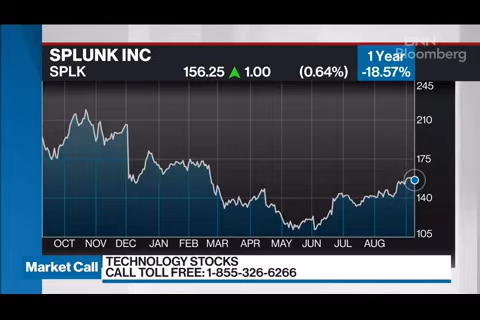 BNN
Bloomberg
SPLUNK INC
1 Year
SPLK 156.25 ▲ 1.00 (0.64%) -18.57%
245
210
175
140
105
OCT NOV DEC JAN FEB MAR APR MAY JUN JUL AUG
Market Call
TECHNOLOGY STOCKS
CALL TOLL FREE: 1-855-326-6266